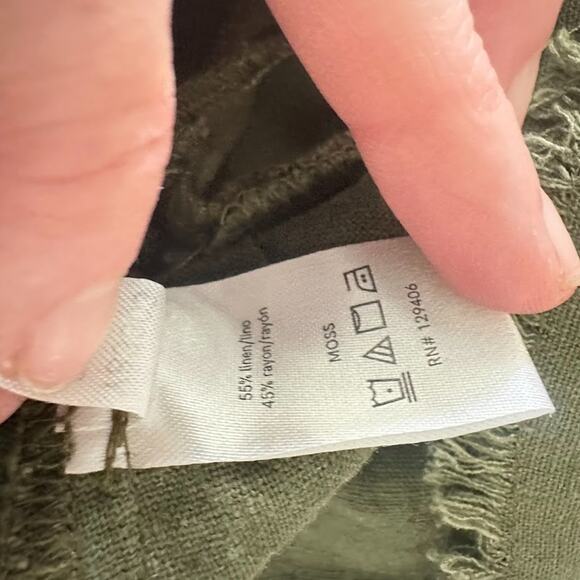 55% linen/lino
45% rayon/rayón
MOSS
RN# 129406